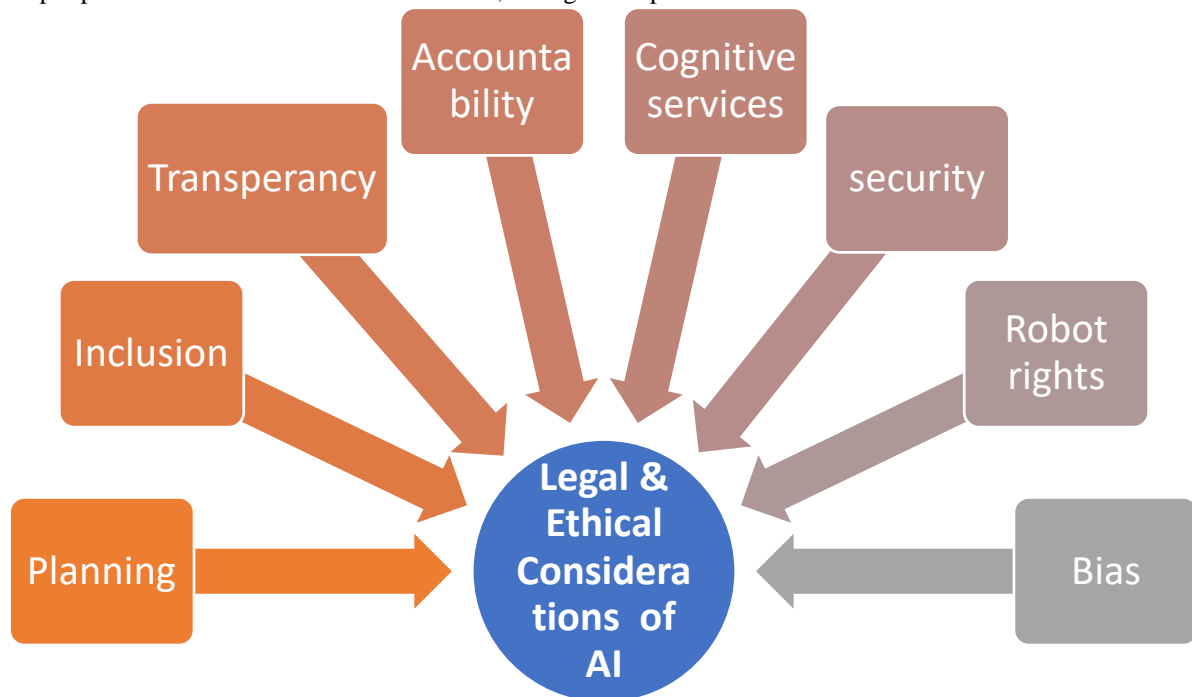 Accounta
bility
Cognitive
services
Transperancy
security
Inclusion
Robot
rights
Planning
Legal &
Ethical
Considera
tions of
AI
Bias